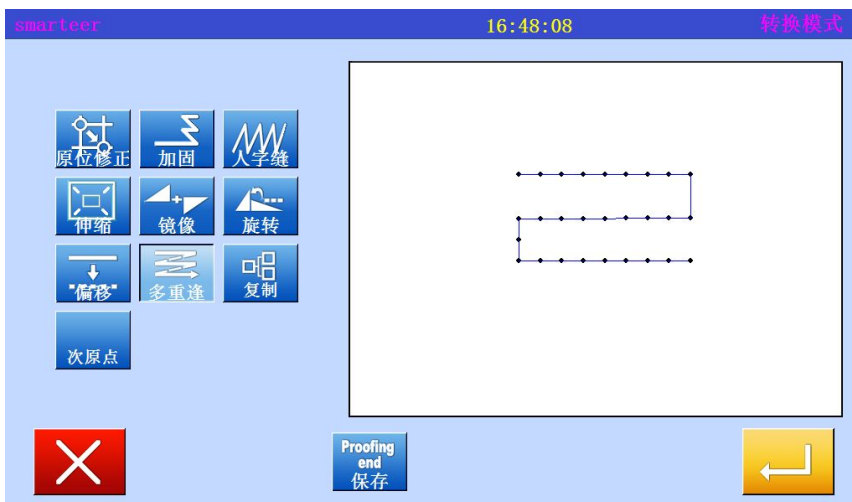 smarteer
16:48:08
转换模式
原位修正
加固
人字缝
伸缩
镜像
旋转
偏移
多重逢
复制
次原点
Proofing
end
保存